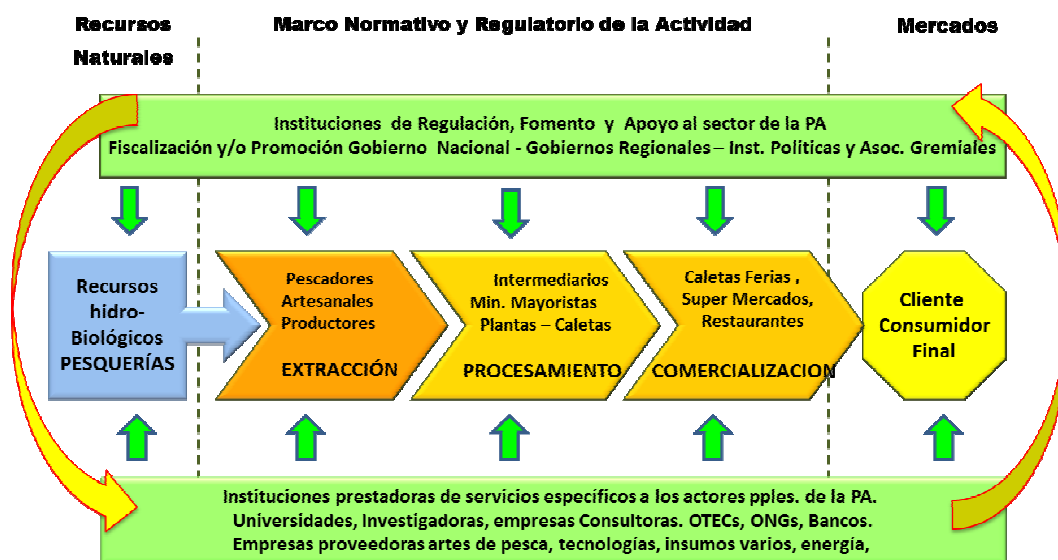 Recursos
Naturales
Marco Normativo y Regulatorio de la Actividad
Mercados
Instituciones de Regulación, Fomento y Apoyo al sector de la PA
Fiscalización y/o Promoción Gobierno Nacional - Gobiernos Regionales – Inst. Políticas y Asoc. Gremiales
Recursos
hidro-
Biológicos
PESQUERÍAS
Pescadores
Artesanales
Productores
EXTRACCIÓN
Intermediarios
Min. Mayoristas
Plantas – Caletas
PROCESAMIENTO
Caletas Ferias ,
Super Mercados,
Restaurantes
COMERCIALIZACION
Cliente
Consumidor
Final
Instituciones prestadoras de servicios específicos a los actores pples. de la PA.
Universidades, Investigadoras, empresas Consultoras. OTECs, ONGs, Bancos.
Empresas proveedoras artes de pesca, tecnologías, insumos varios, energía,